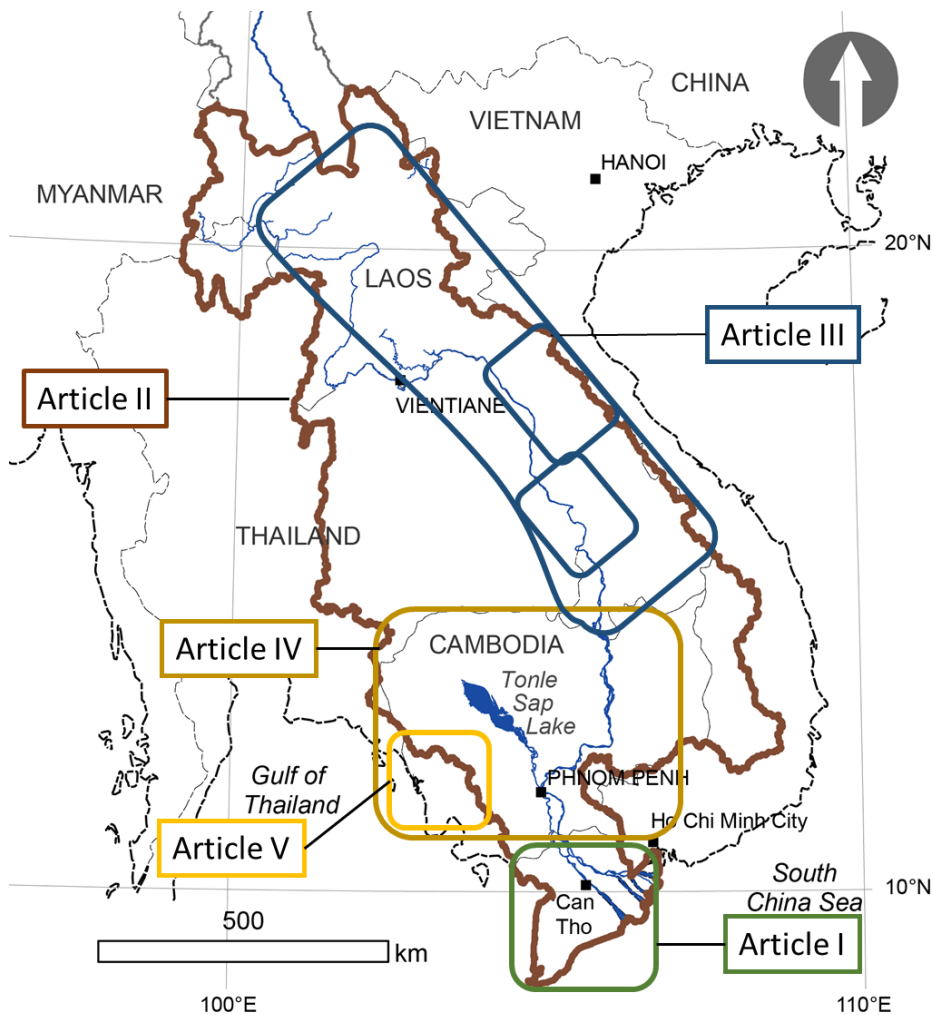 CHINA
VIETNAM
HANOI
MYANMAR
20°N
LAOS
Article III
Article II
VIENTIANE
THAILAND
Article IV
CAMBODIA
Tonle
Sap
Lake
Gulf of
Thailand
PHNOM PENH
Ho Chi Minh City
Article V
South
China Sea
10°N
Can
Tho
500
km
Article I
100°E
110°E